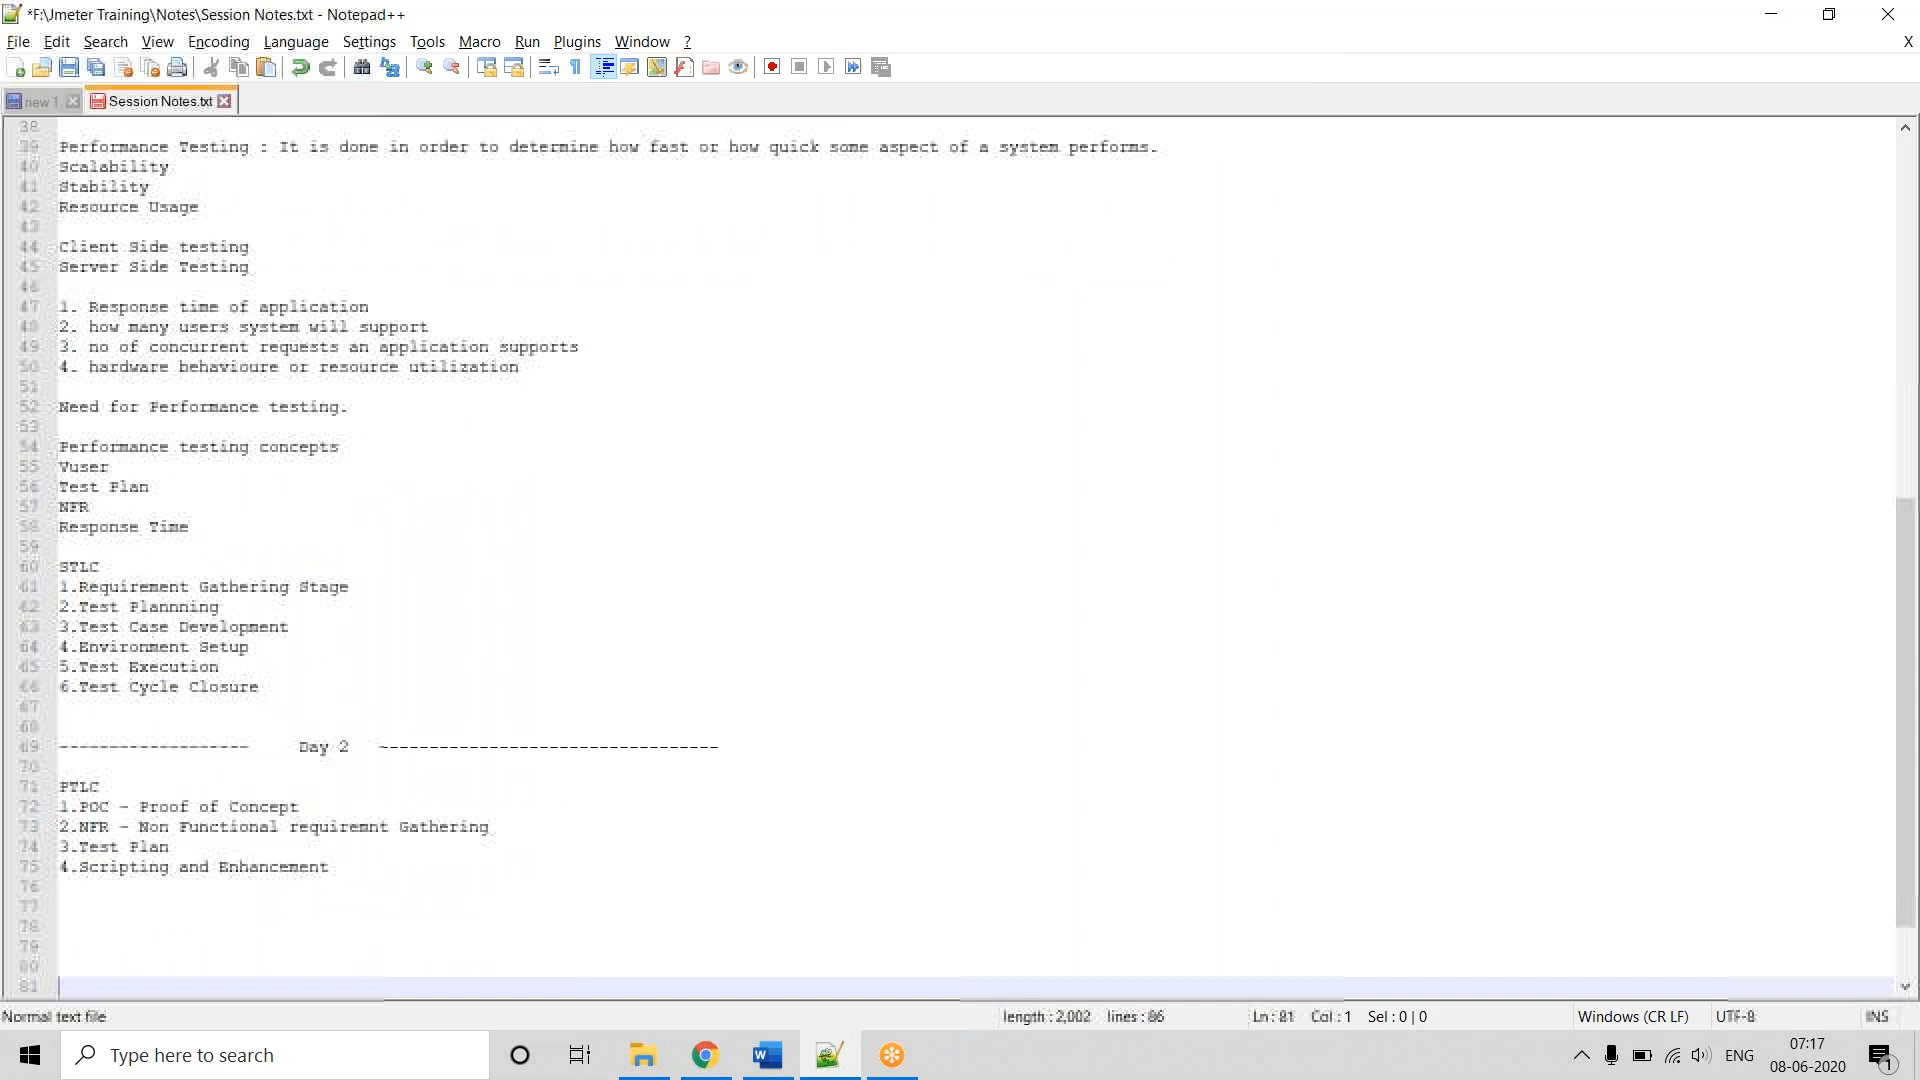 *F:\Jmeter Training\Notes\Session Notes.txt - Notepad++
File Edit Search View Encoding Language Settings Tools Macro Run Plugins Window ? X
new 1 Session Notes.txt
38
39 Performance Testing : It is done in order to determine how fast or how quick some aspect of a system performs.
40 Scalability
41 Stability
42 Resource Usage
43
44 Client Side testing
45 Server Side Testing
46
47 1. Response time of application
48 2. how many users system will support
49 3. no of concurrent requests an application supports
50 4. hardware behavioure or resource utilization
51
52 Need for Performance testing.
53
54 Performance testing concepts
55 Vuser
56 Test Plan
57 NFR
58 Response Time
59
60 STLC
61 1.Requirement Gathering Stage
62 2.Test Plannning
63 3.Test Case Development
64 4.Environment Setup
65 5.Test Execution
66 6.Test Cycle Closure
67
68
69 ------------------- Day 2 ----------------------------------
70
71 PTLC
72 1.POC - Proof of Concept
73 2.NFR - Non Functional requiremnt Gathering
74 3.Test Plan
75 4.Scripting and Enhancement
76
77
78
79
80
81
Normal text file length : 2,002 lines : 86 Ln : 81 Col : 1 Sel : 0 | 0 Windows (CR LF) UTF-8 INS
Type here to search ENG 07:17
08-06-2020 1